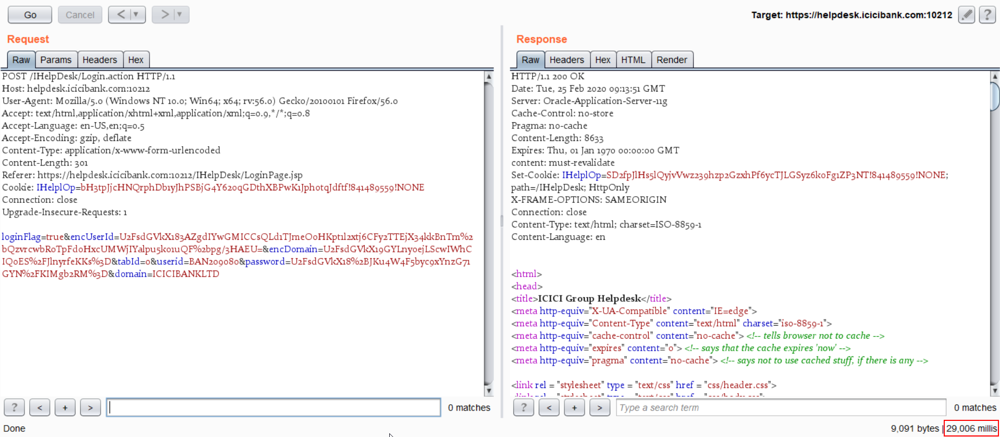 Go
Cancel
<
>
Target: https://helpdesk.icicibank.com:10212
?
Request
Raw
Params
Headers
Hex
POST /IHelpDesk/Login.action HTTP/1.1
Host: helpdesk.icicibank.com:10212
User-Agent: Mozilla/5.0 (Windows NT 10.0; Win64; x64; rv:56.0) Gecko/20100101 Firefox/56.0
Accept: text/html,application/xhtml+xml,application/xml;q=0.9,*/*;q=0.8
Accept-Language: en-US,en;q=0.5
Accept-Encoding: gzip, deflate
Content-Type: application/x-www-form-urlencoded
Content-Length: 301
Referer: https://helpdesk.icicibank.com:10212/IHelpDesk/LoginPage.jsp
Cookie: IHelplOp=bH3tpJjcHNQrphDb1yJhPSBjG4Y620qGDthXBPwK1JphotqJdftf!841489559!NONE
Connection: close
Upgrade-Insecure-Requests: 1
loginFlag=true&encUserId=U2FsdGVkX183AZgdIYwGMICCsQLd1TJmeOoHKpt1l2xtj6CFy2TTEjX34kkBnTm%2
bQzvrcwbRoTpFdoHxcUMWjIYalpu5k01uQF%2bpg/3HAEU=&encDomain=U2FsdGVkX19GYLnyoejLScwIWhC
IQ0ES%2FJlnyrfeKKs%3D&tabId=0&userid=BAN209080&password=U2FsdGVkX18%2BJKu4W4F5byc9xYnzG71
GYN%2FKIMgb2RM%3D&domain=ICICIBANKLTD
?
<
+
>
0 matches
Done
Response
Raw
Headers
Hex
HTML
Render
HTTP/1.1 200 OK
Date: Tue, 25 Feb 2020 09:13:51 GMT
Server: Oracle-Application-Server-11g
Cache-Control: no-store
Pragma: no-cache
Content-Length: 8633
Expires: Thu, 01 Jan 1970 00:00:00 GMT
content: must-revalidate
Set-Cookie: IHelplOp=SD2fpJlHs5lQyjvVwz239hzp2GzxhPf6ycTJLGSyz6k0Fg1ZP3NT!841489559!NONE;
path=/IHelpDesk; HttpOnly
X-FRAME-OPTIONS: SAMEORIGIN
Connection: close
Content-Type: text/html; charset=ISO-8859-1
Content-Language: en
<html>
<head>
<title>ICICI Group Helpdesk</title>
<meta http-equiv="X-UA-Compatible" content="IE=edge">
<meta http-equiv="Content-Type" content="text/html" charset="iso-8859-1">
<meta http-equiv="cache-control" content="no-cache"> <!-- tells browser not to cache -->
<meta http-equiv="expires" content="0"> <!-- says that the cache expires 'now' -->
<meta http-equiv="pragma" content="no-cache"> <!-- says not to use cached stuff, if there is any -->
<link rel = "stylesheet" type = "text/css" href = "css/header.css">
<link rel = "stylesheet" type = "text/css" href = "css/body.css">
?
<
+
>
Type a search term
0 matches
9,091 bytes | 29,006 millis